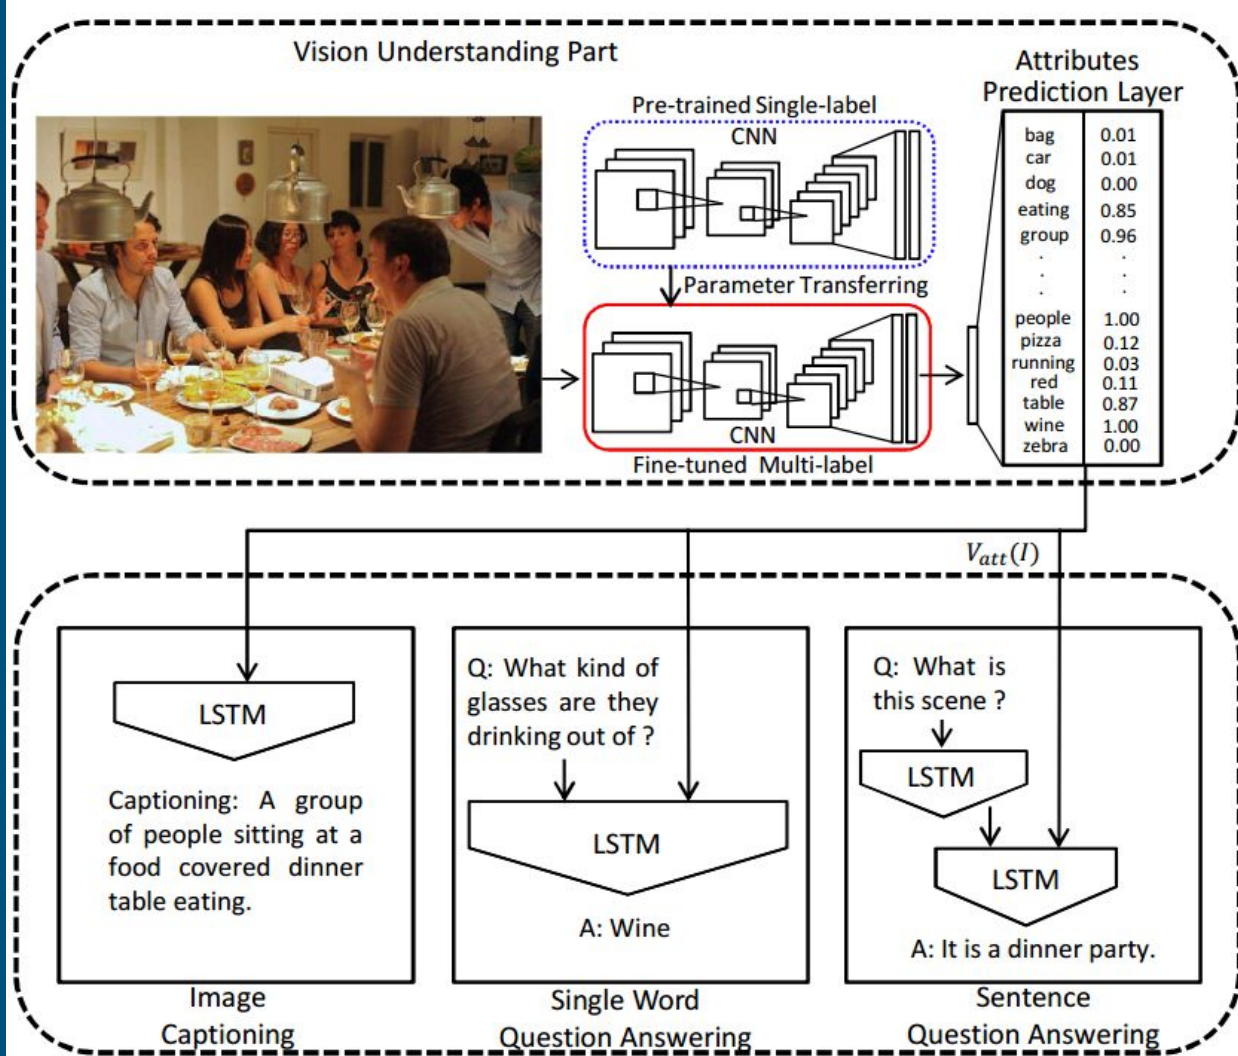 Vision Understanding Part
Attributes
Prediction Layer
Pre-trained Single-label
CNN
Parameter Transferring
CNN
Fine-tuned Multi-label
bag 0.01
car 0.01
dog 0.00
eating 0.85
group 0.96
. .
. .
. .
people 1.00
pizza 0.12
running 0.03
red 0.11
table 0.87
wine 1.00
zebra 0.00
V_att(I)
LSTM
Captioning: A group
of people sitting at a
food covered dinner
table eating.
Image
Captioning
Q: What kind of
glasses are they
drinking out of ?
LSTM
A: Wine
Single Word
Question Answering
Q: What is
this scene ?
LSTM
LSTM
A: It is a dinner party.
Sentence
Question Answering